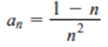 aₙ = (1 − n) / n²